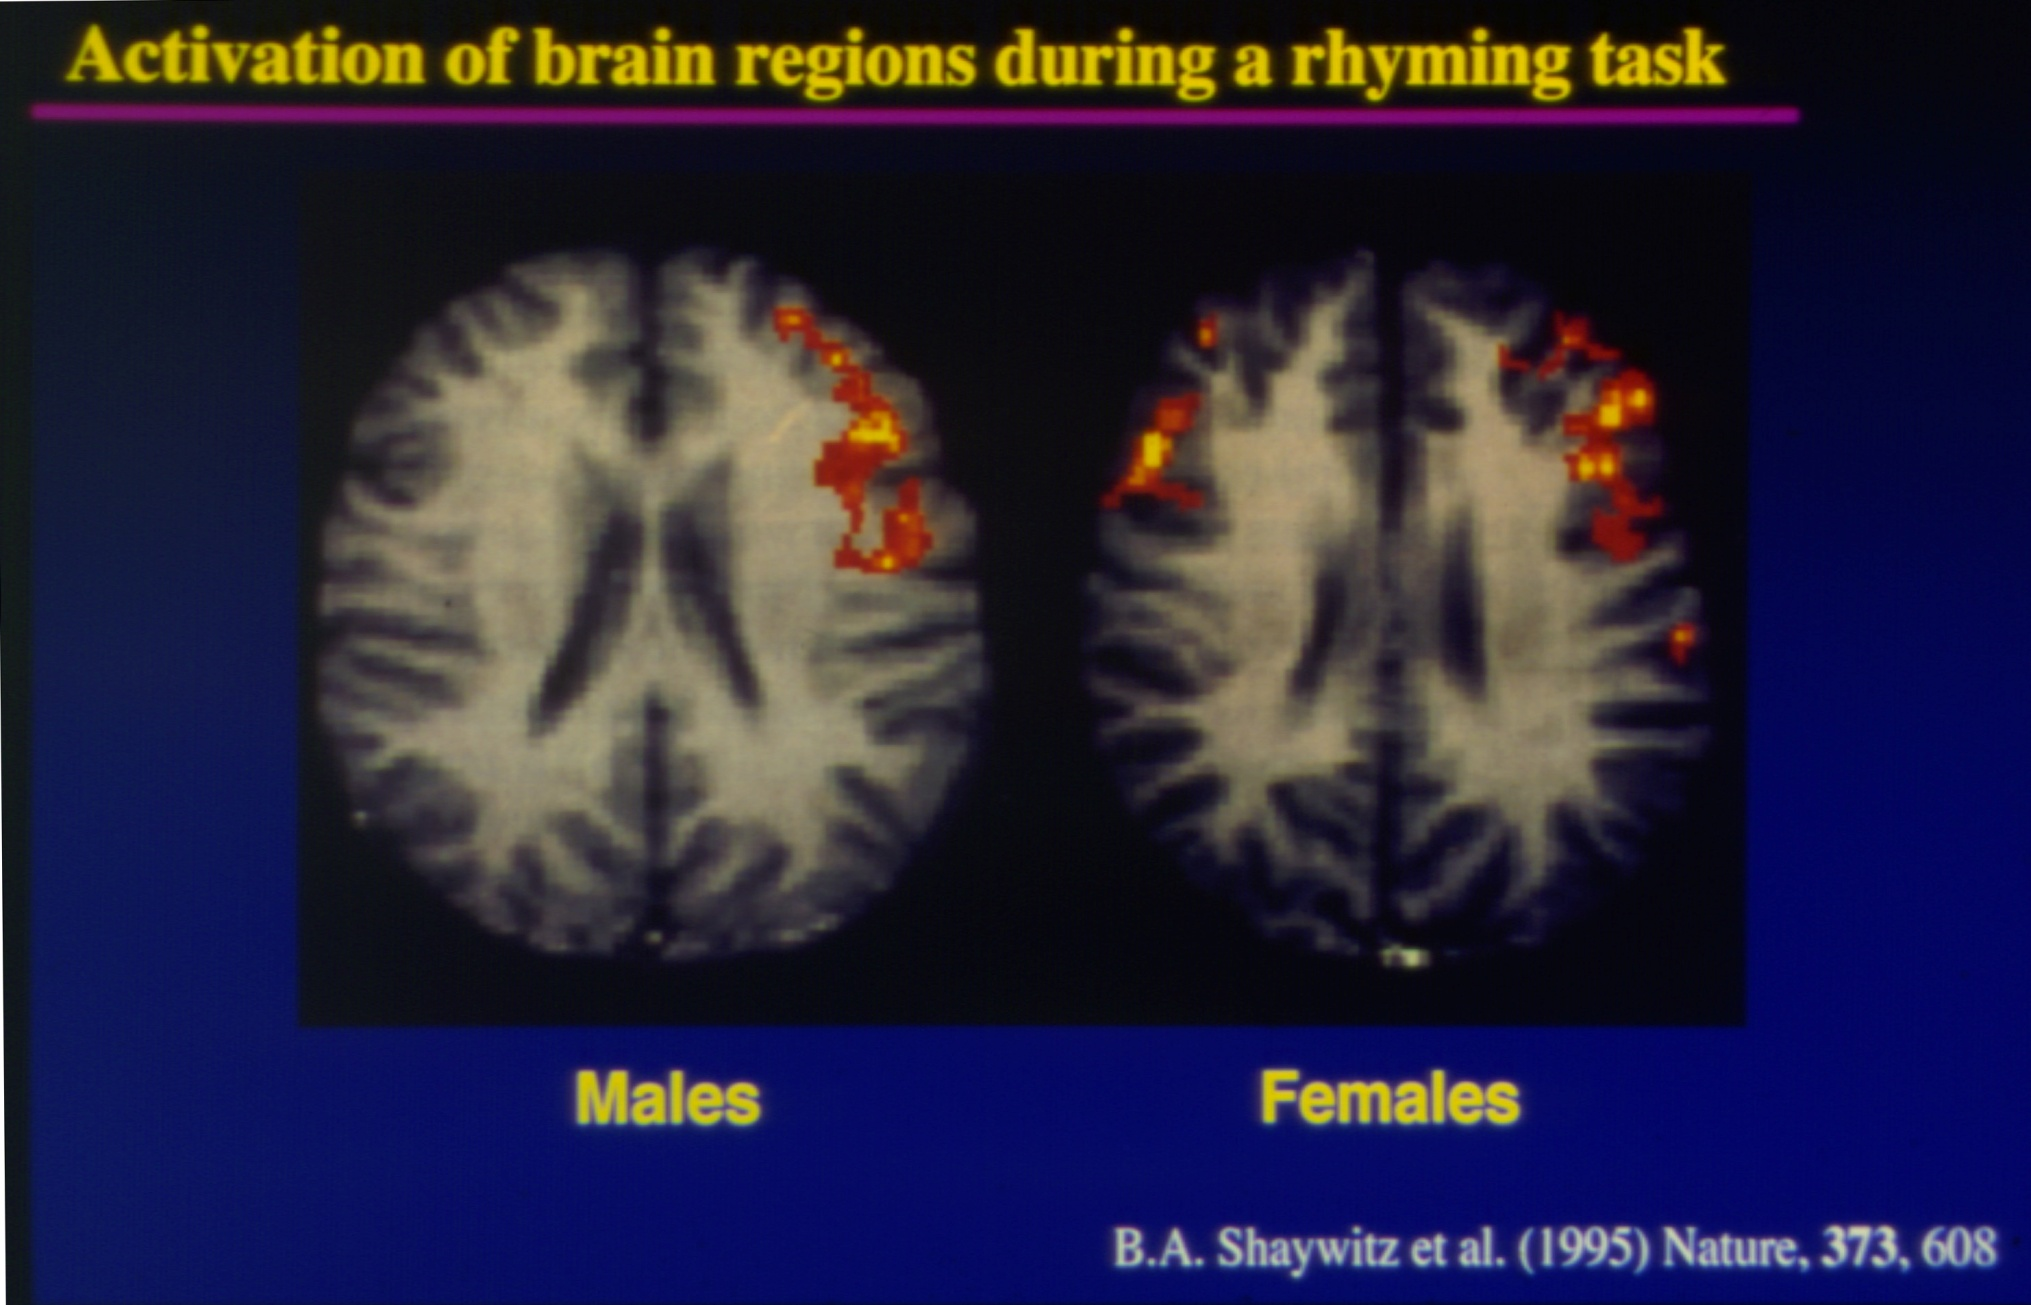 Activation of brain regions during a rhyming task
Males
Females
B.A. Shaywitz et al. (1995) Nature, 373, 608